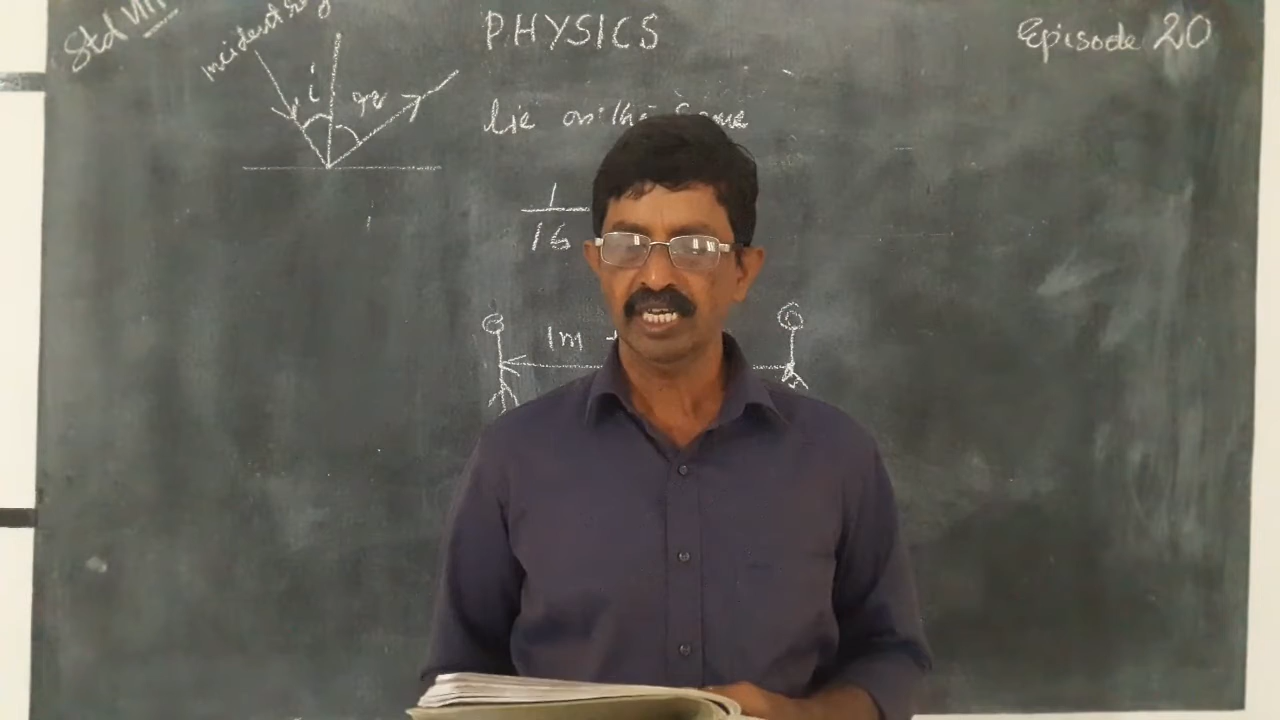 Std VIII
PHYSICS
Episode 20
incident ray
i
r
lie on the same
1
16
1m